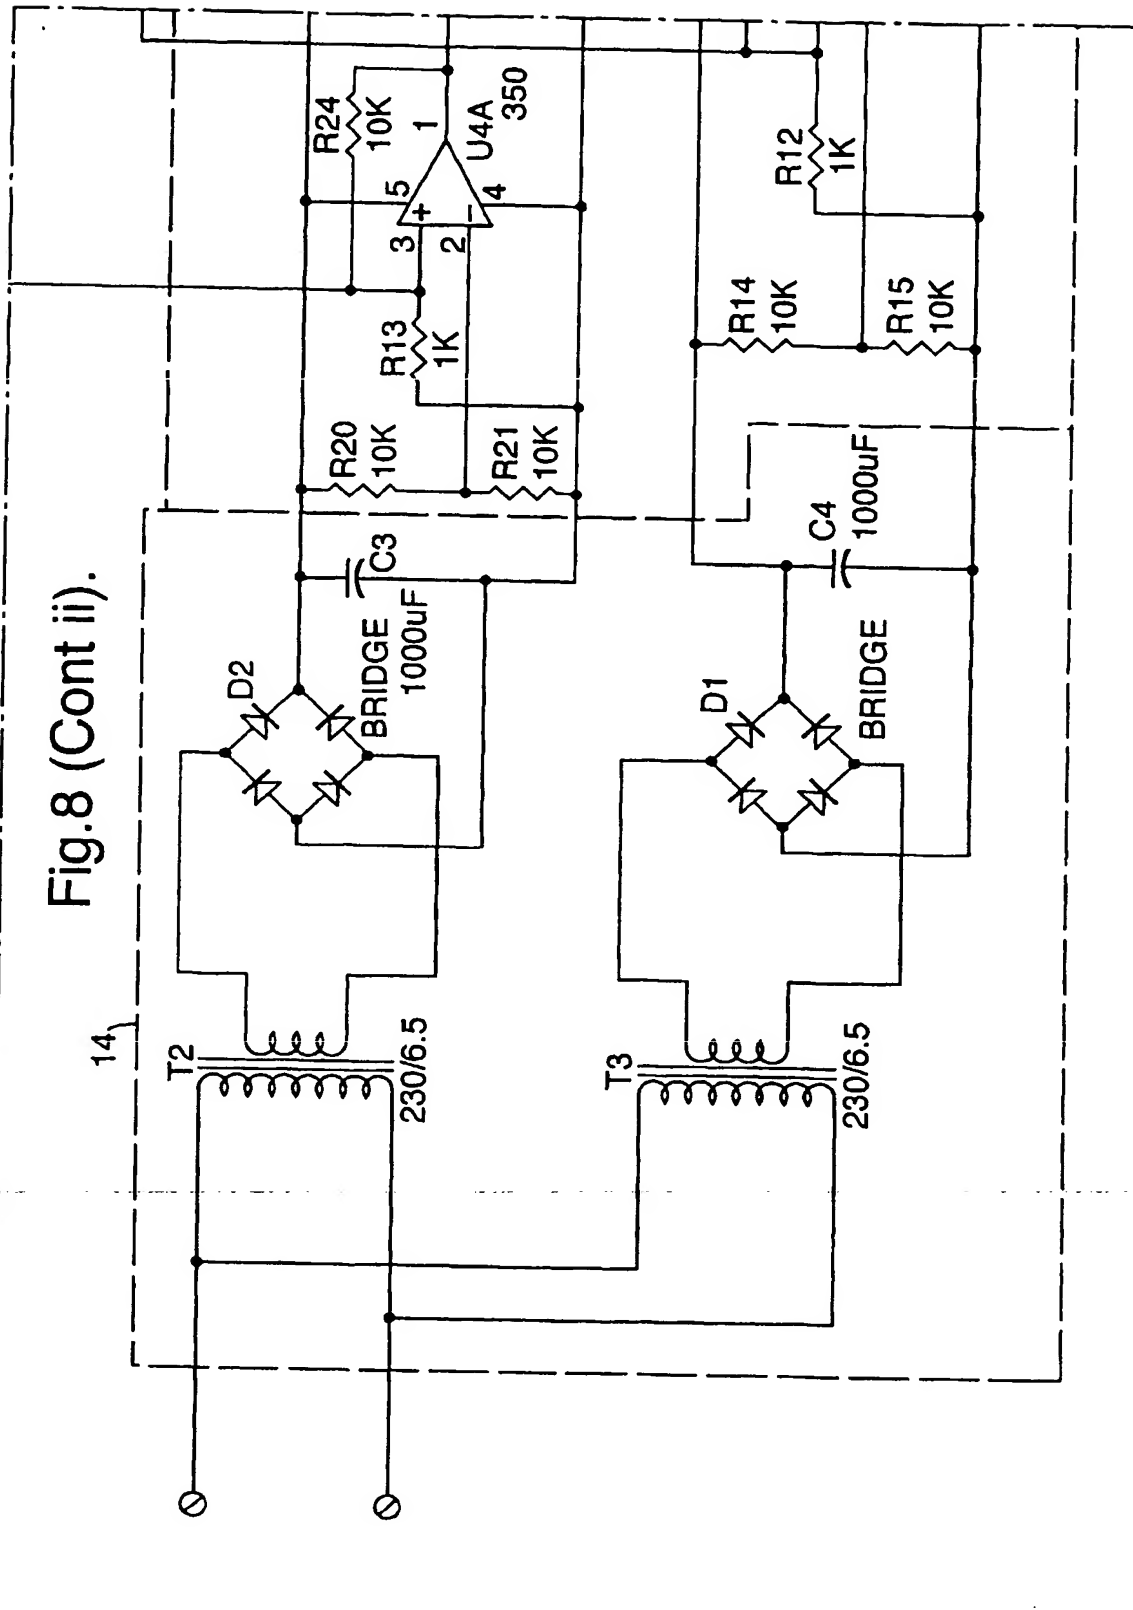 Fig.8 (Cont ii).
14
T2
230/6.5
D2
BRIDGE
C3
1000uF
R20
10K
R21
10K
R13
1K
R24
10K
3
2
5
4
1
+
−
U4A
350
T3
230/6.5
D1
BRIDGE
C4
1000uF
R14
10K
R15
10K
R12
1K